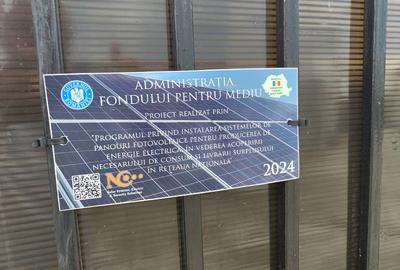 ADMINISTRAȚIA
FONDULUI PENTRU MEDIU
PROIECT REALIZAT PRIN
"PROGRAMUL PRIVIND INSTALAREA SISTEMELOR DE
PANOURI FOTOVOLTAICE PENTRU PRODUCEREA DE
ENERGIE ELECTRICĂ, ÎN VEDEREA ACOPERIRII
NECESARULUI DE CONSUM ȘI LIVRĂRII SURPLUSULUI
ÎN REȚEAUA NAȚIONALĂ"
2024